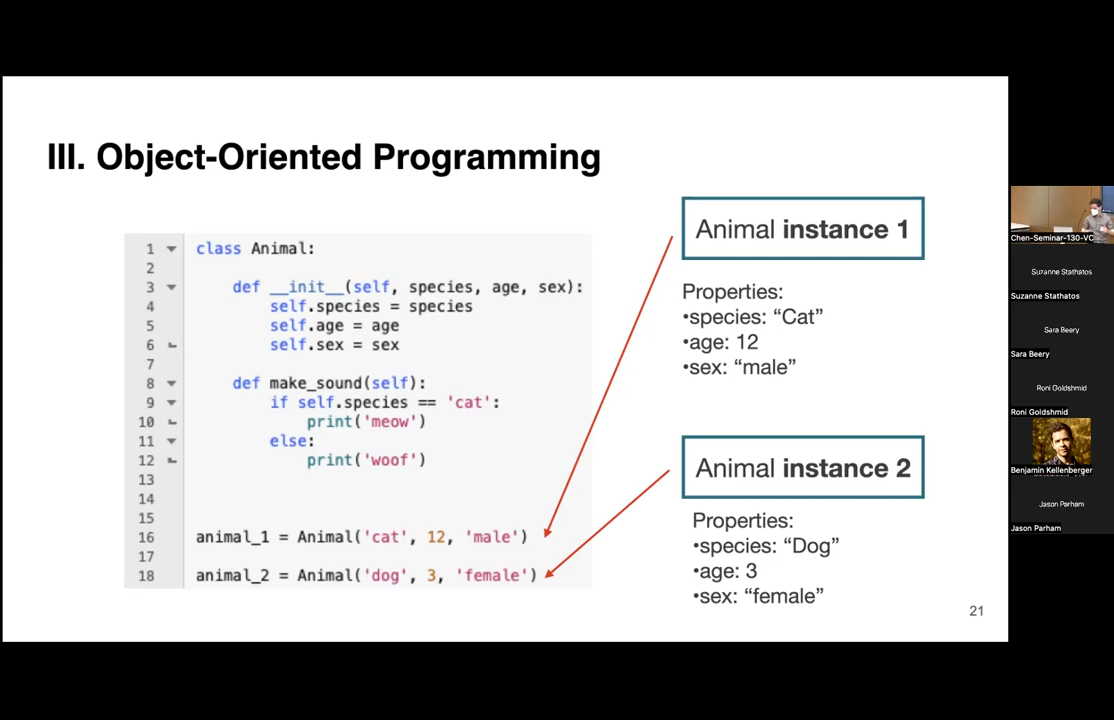 III. Object-Oriented Programming
1 class Animal:
2
3 def __init__(self, species, age, sex):
4 self.species = species
5 self.age = age
6 self.sex = sex
7
8 def make_sound(self):
9 if self.species == 'cat':
10 print('meow')
11 else:
12 print('woof')
13
14
15
16 animal_1 = Animal('cat', 12, 'male')
17
18 animal_2 = Animal('dog', 3, 'female')
Animal instance 1
Properties:
•species: “Cat”
•age: 12
•sex: “male”
Animal instance 2
Properties:
•species: “Dog”
•age: 3
•sex: “female”
21
Chen-Seminar-130-VC
Suzanne Stathatos
Suzanne Stathatos
Sara Beery
Sara Beery
Roni Goldshmid
Roni Goldshmid
Benjamin Kellenberger
Jason Parham
Jason Parham